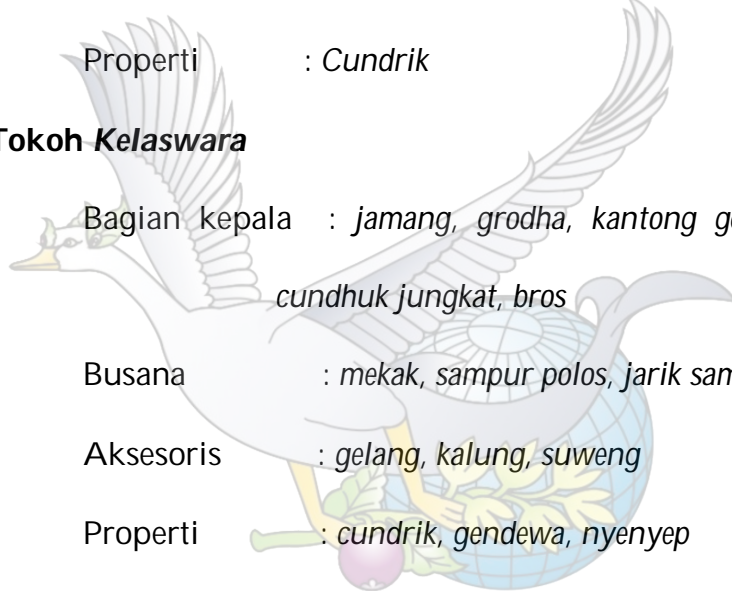 Properti : Cundrik
Tokoh Kelaswara
Bagian kepala : jamang, grodha, kantong
cundhuk jungkat, bros
Busana : mekak, sampur polos, jarik
Aksesoris : gelang, kalung, suweng
Properti : cundrik, gendewa, nyenyep